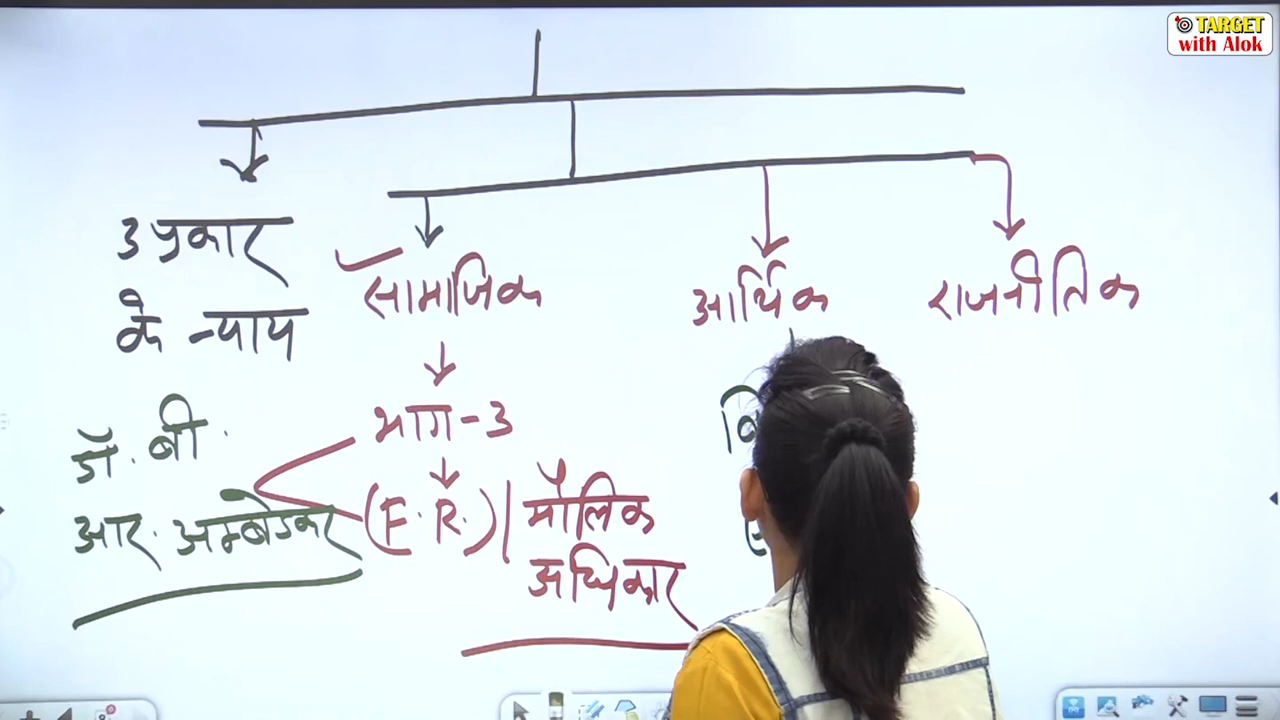 TARGET
with Alok
3 प्रकार
के न्याय
सामाजिक
आर्थिक
राजनीतिक
भाग-3
डॉ. बी.
आर. अम्बेडकर
(F.R.) | मौलिक
अधिकार